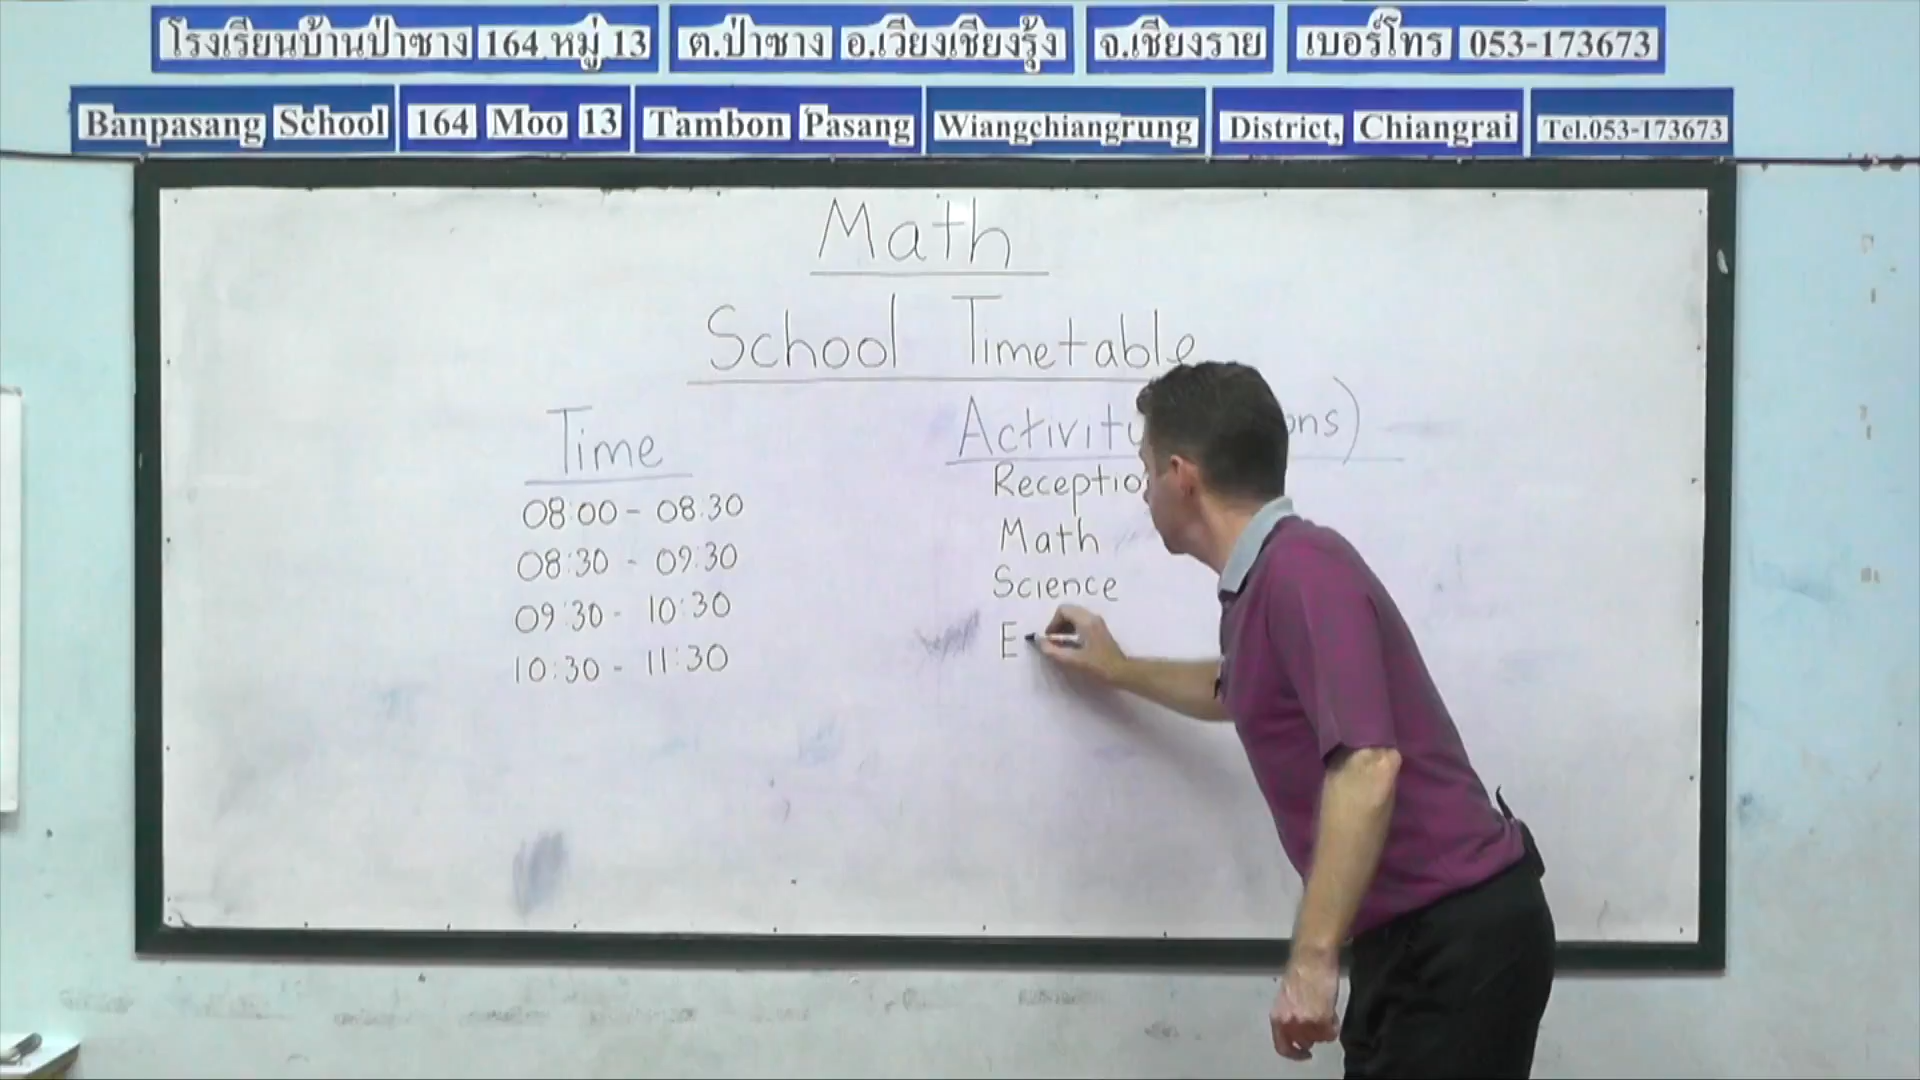 โรงเรียนบ้านป่าซาง 164 หมู่ 13 ต.ป่าซาง อ.เวียงเชียงรุ้ง จ.เชียงราย เบอร์โทร 053-173673
Banpasang School 164 Moo 13 Tambon Pasang Wiangchiangrung District, Chiangrai Tel.053-173673
Math
School Timetable
Time Activity ons)
08:00 - 08:30 Receptio
08:30 - 09:30 Math
09:30 - 10:30 Science
10:30 - 11:30 E